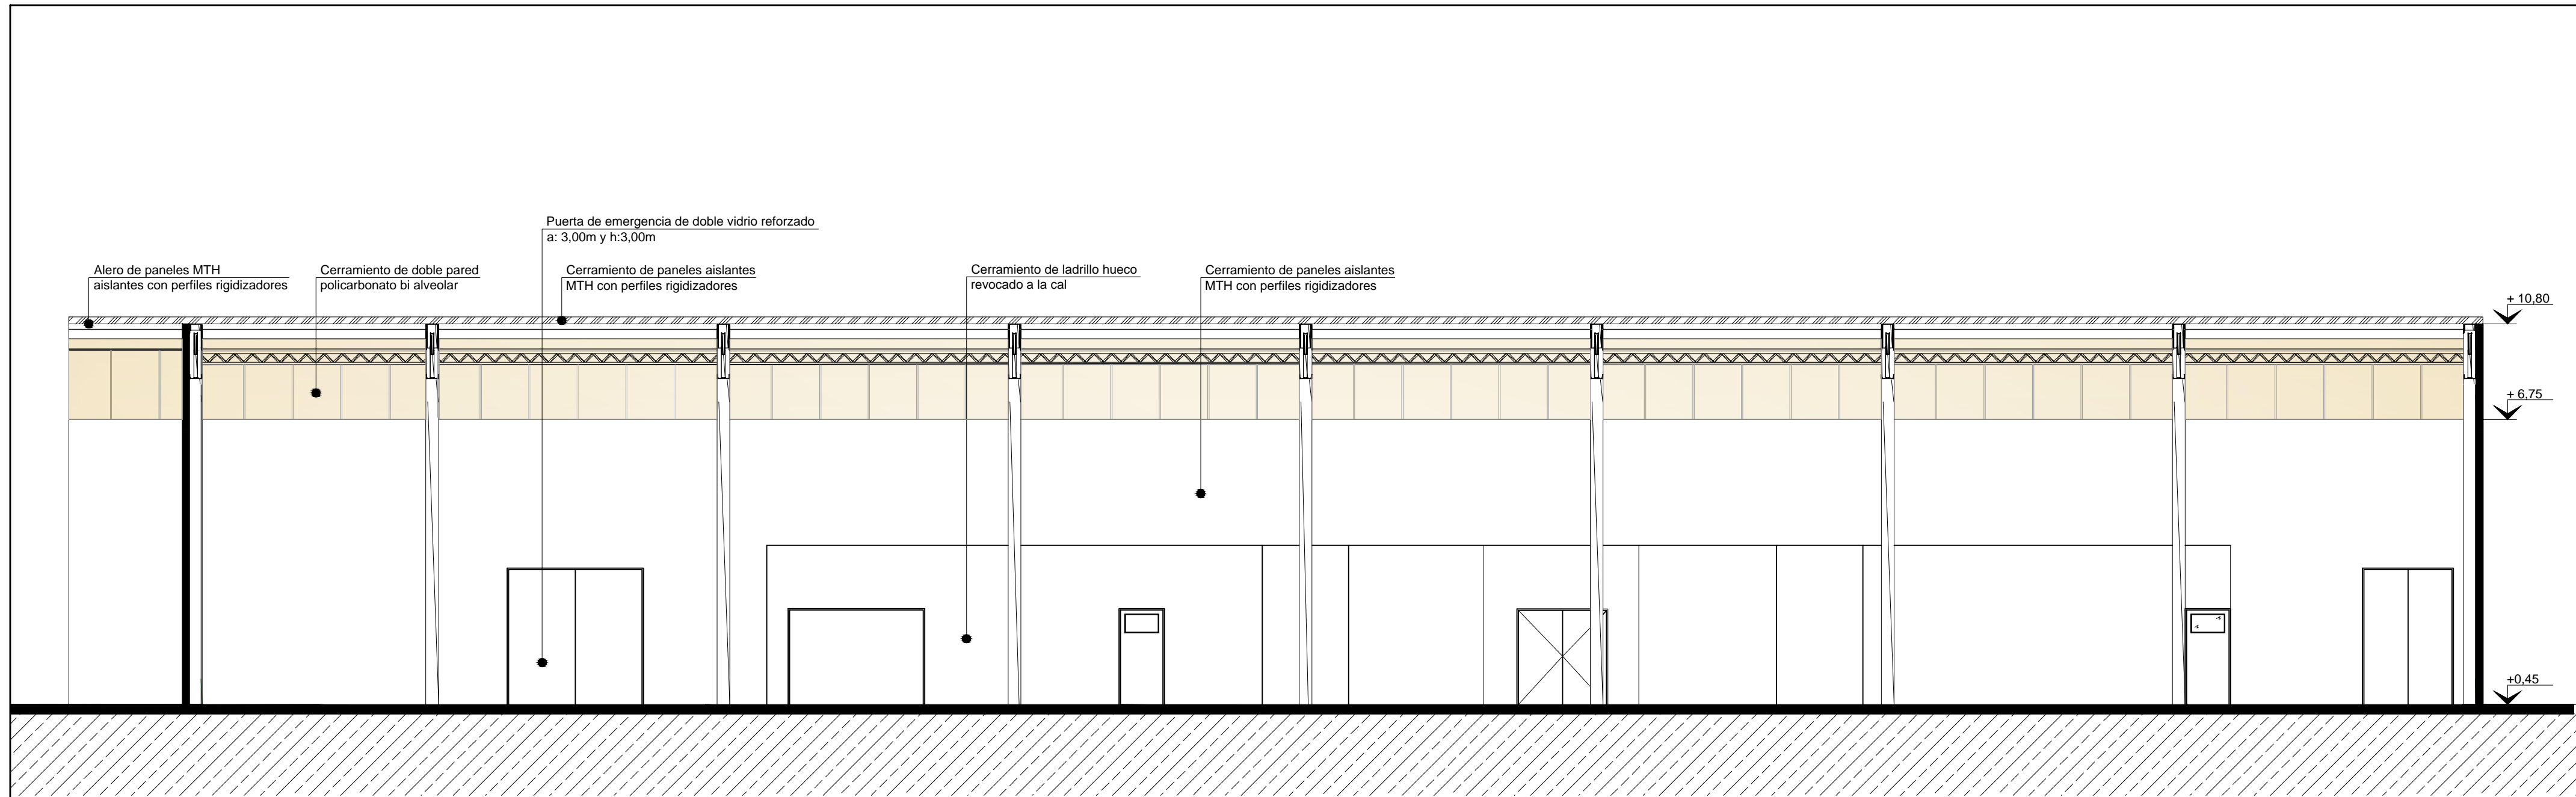 Puerta de emergencia de doble vidrio reforzado
a: 3,00m y h:3,00m
Alero de paneles MTH
aislantes con perfiles rigidizadores
Cerramiento de doble pared
policarbonato bi alveolar
Cerramiento de paneles aislantes
MTH con perfiles rigidizadores
Cerramiento de ladrillo hueco
revocado a la cal
Cerramiento de paneles aislantes
MTH con perfiles rigidizadores
+ 10,80
+ 6,75
+0,45